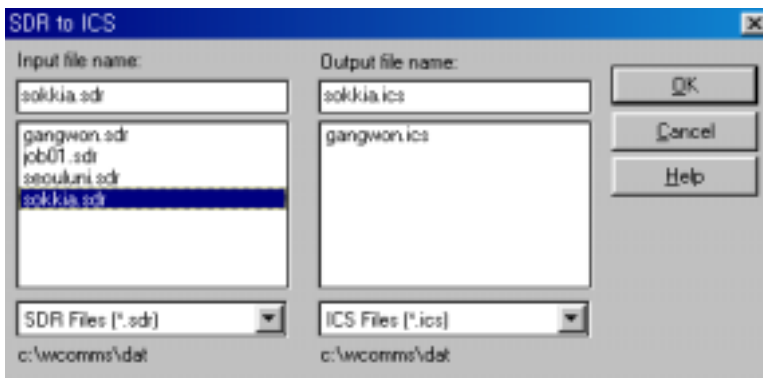 SDR to ICS
Input file name:
sokkia.sdr
gangwon.sdr
job01.sdr
seouluni.sdr
sokkia.sdr
SDR Files (*.sdr)
c:\wcomms\dat
Output file name:
sokkia.ics
gangwon.ics
ICS Files (*.ics)
c:\wcomms\dat
OK
Cancel
Help